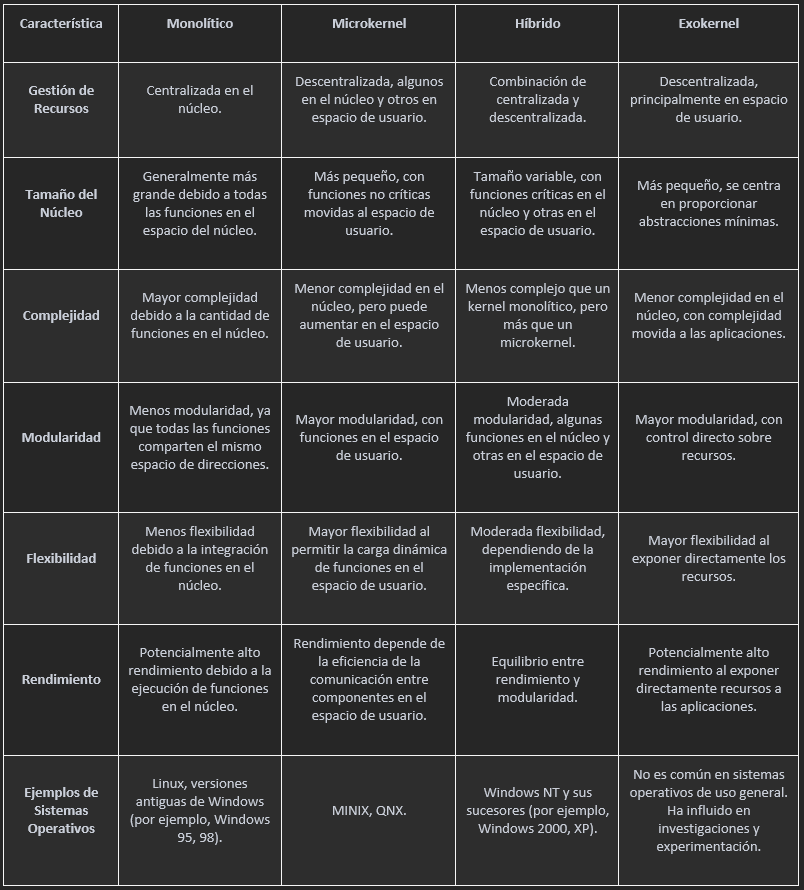 Característica
Monolítico
Microkernel
Híbrido
Exokernel
Gestión de
Recursos
Centralizada en el
núcleo.
Descentralizada, algunos
en el núcleo y otros en
espacio de usuario.
Combinación de
centralizada y
descentralizada.
Descentralizada,
principalmente en espacio
de usuario.
Tamaño del
Núcleo
Generalmente más
grande debido a todas
las funciones en el
espacio del núcleo.
Más pequeño, con
funciones no críticas
movidas al espacio de
usuario.
Tamaño variable, con
funciones críticas en el
núcleo y otras en el
espacio de usuario.
Más pequeño, se centra
en proporcionar
abstracciones mínimas.
Complejidad
Mayor complejidad
debido a la cantidad de
funciones en el núcleo.
Menor complejidad en el
núcleo, pero puede
aumentar en el espacio
de usuario.
Menos complejo que un
kernel monolítico, pero
más que un
microkernel.
Menor complejidad en el
núcleo, con complejidad
movida a las aplicaciones.
Modularidad
Menos modularidad, ya
que todas las funciones
comparten el mismo
espacio de direcciones.
Mayor modularidad, con
funciones en el espacio
de usuario.
Moderada
modularidad, algunas
funciones en el núcleo y
otras en el espacio de
usuario.
Mayor modularidad, con
control directo sobre
recursos.
Flexibilidad
Menos flexibilidad
debido a la integración
de funciones en el
núcleo.
Mayor flexibilidad al
permitir la carga dinámica
de funciones en el
espacio de usuario.
Moderada flexibilidad,
dependiendo de la
implementación
específica.
Mayor flexibilidad al
exponer directamente los
recursos.
Rendimiento
Potencialmente alto
rendimiento debido a la
ejecución de funciones
en el núcleo.
Rendimiento depende de
la eficiencia de la
comunicación entre
componentes en el
espacio de usuario.
Equilibrio entre
rendimiento y
modularidad.
Potencialmente alto
rendimiento al exponer
directamente recursos a
las aplicaciones.
Ejemplos de
Sistemas
Operativos
Linux, versiones
antiguas de Windows
(por ejemplo, Windows
95, 98).
MINIX, QNX.
Windows NT y sus
sucesores (por ejemplo,
Windows 2000, XP).
No es común en sistemas
operativos de uso general.
Ha influido en
investigaciones y
experimentación.